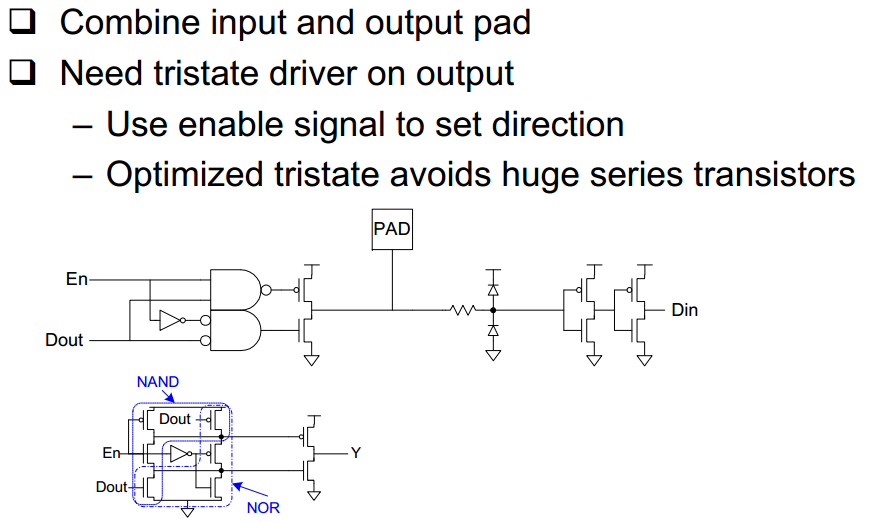 ❑ Combine input and output pad
❑ Need tristate driver on output
– Use enable signal to set direction
– Optimized tristate avoids huge series transistors
PAD
En
Din
Dout
NAND
Dout
En
Y
Dout
NOR